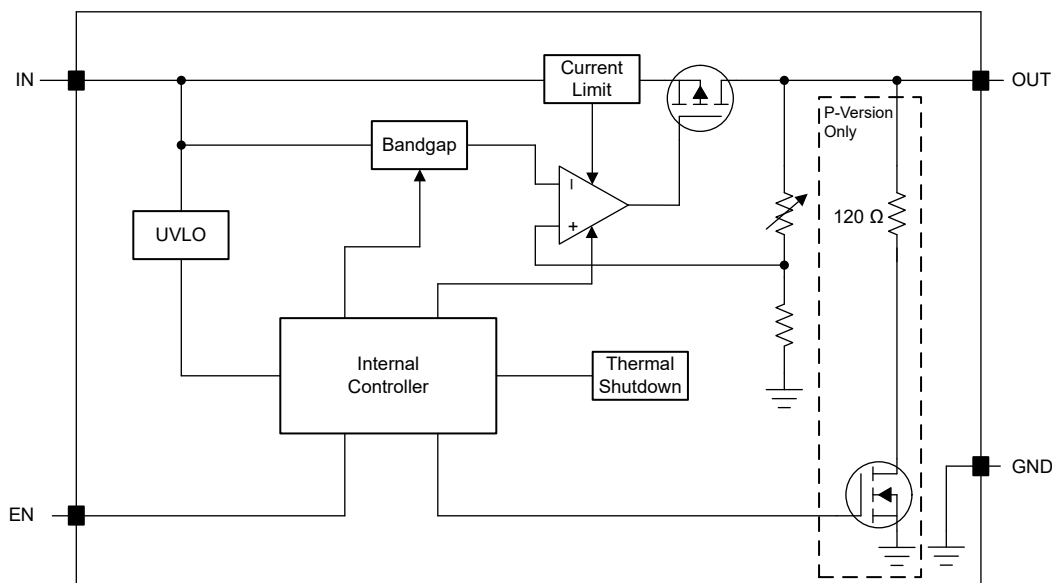 IN
Current
Limit
OUT
P-Version
Only
Bandgap
–
+
UVLO
120 Ω
Internal
Controller
Thermal
Shutdown
GND
EN